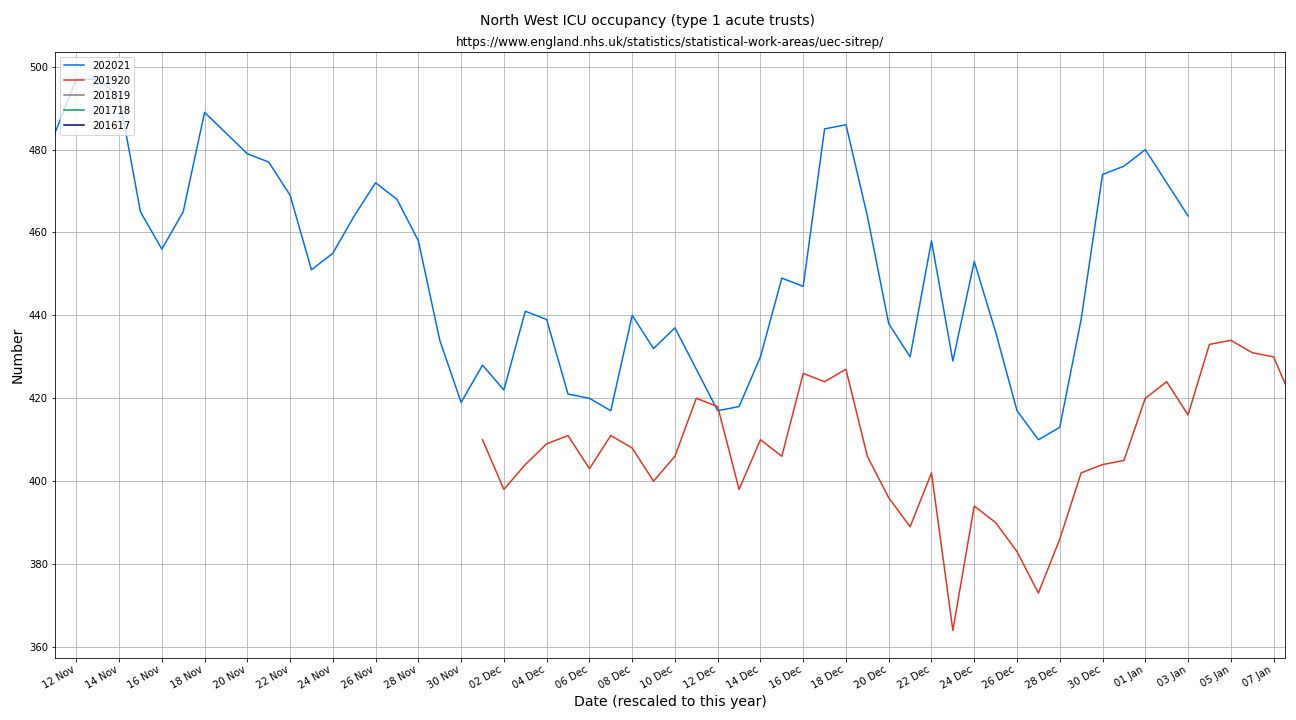 North West ICU occupancy (type 1 acute trusts)
https://www.england.nhs.uk/statistics/statistical-work-areas/uec-sitrep/
202021
201920
201819
201718
201617
500
480
460
440
420
400
380
360
Number
12 Nov
14 Nov
16 Nov
18 Nov
20 Nov
22 Nov
24 Nov
26 Nov
28 Nov
30 Nov
02 Dec
04 Dec
06 Dec
08 Dec
10 Dec
12 Dec
14 Dec
16 Dec
18 Dec
20 Dec
22 Dec
24 Dec
26 Dec
28 Dec
30 Dec
01 Jan
03 Jan
05 Jan
07 Jan
Date (rescaled to this year)